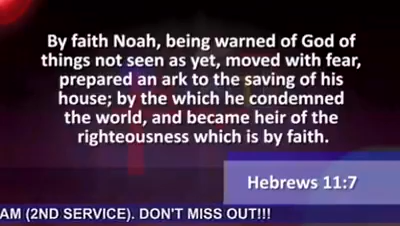 By faith Noah, being warned of God of
things not seen as yet, moved with fear,
prepared an ark to the saving of his
house; by the which he condemned
the world, and became heir of the
righteousness which is by faith.
Hebrews 11:7
AM (2ND SERVICE). DON'T MISS OUT!!!